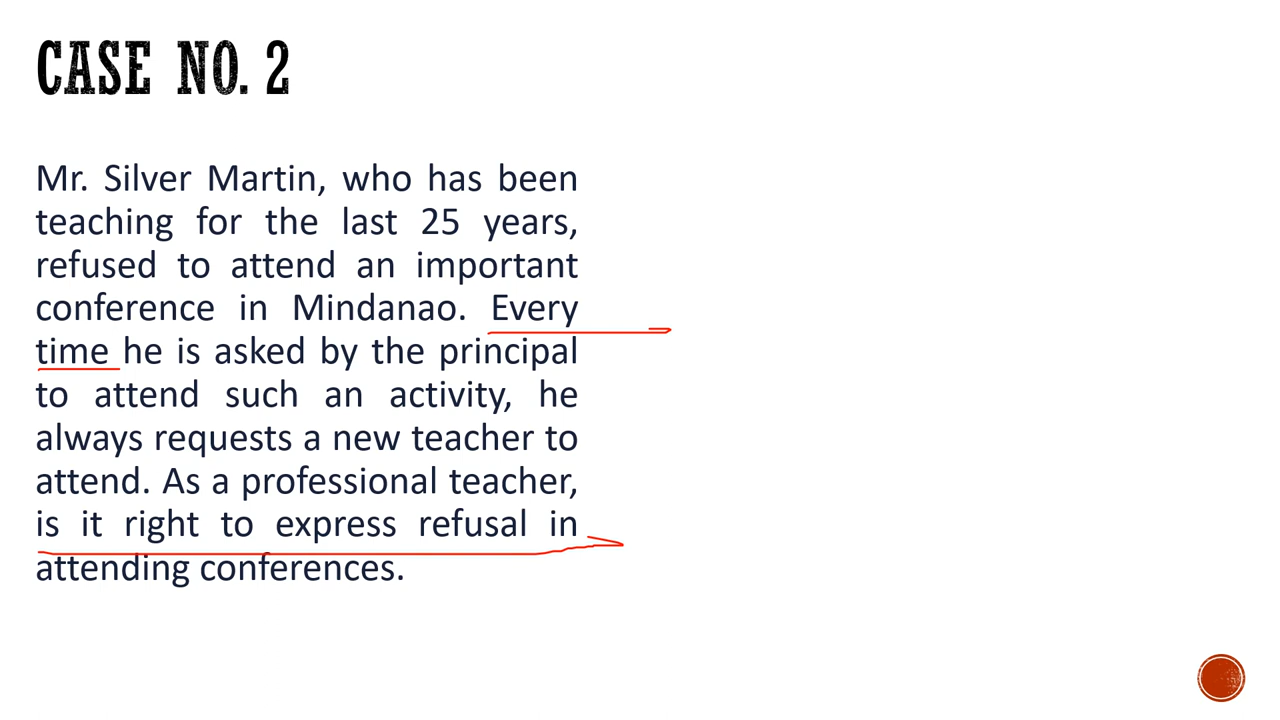 CASE NO. 2
Mr. Silver Martin, who has been
teaching for the last 25 years,
refused to attend an important
conference in Mindanao. Every
time he is asked by the principal
to attend such an activity, he
always requests a new teacher to
attend. As a professional teacher,
is it right to express refusal in
attending conferences.